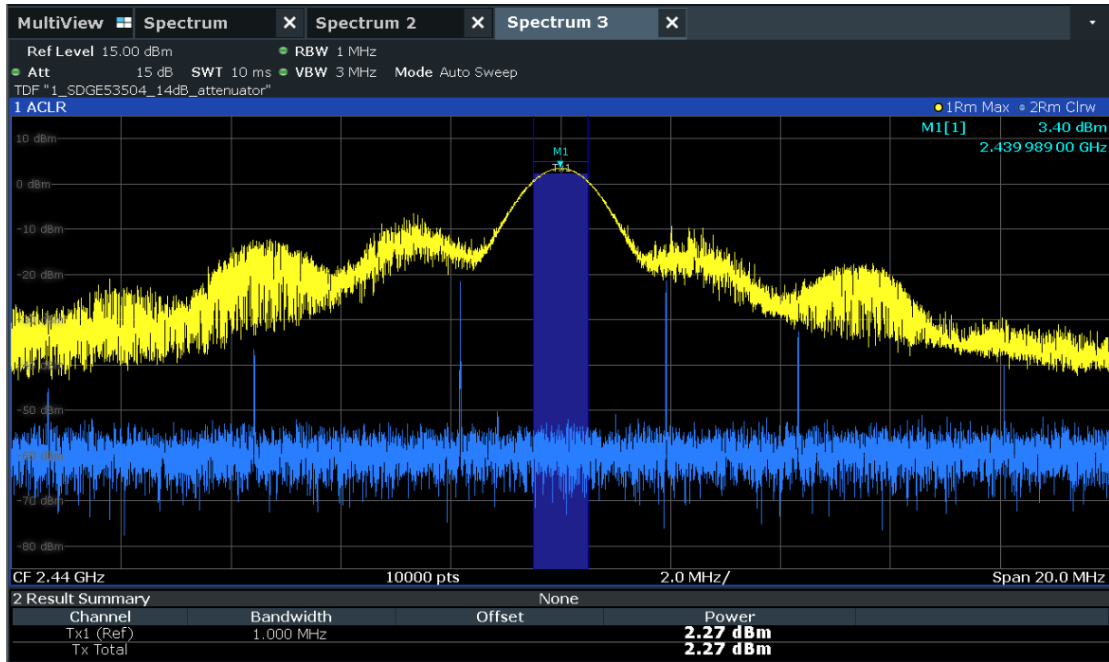 MultiView Spectrum X Spectrum 2 X Spectrum 3 X
Ref Level 15.00 dBm RBW 1 MHz
Att 15 dB SWT 10 ms VBW 3 MHz Mode Auto Sweep
TDF "1_SDGE53504_14dB_attenuator"
1 ACLR 1Rm Max 2Rm Clrw
M1[1] 3.40 dBm
2.439 989 00 GHz
10 dBm
M1
0 dBm
-10 dBm
-20 dBm
-50 dBm
-70 dBm
-80 dBm
CF 2.44 GHz 10000 pts 2.0 MHz/ Span 20.0 MHz
2 Result Summary None
Channel Bandwidth Offset Power
Tx1 (Ref) 1.000 MHz 2.27 dBm
Tx Total 2.27 dBm